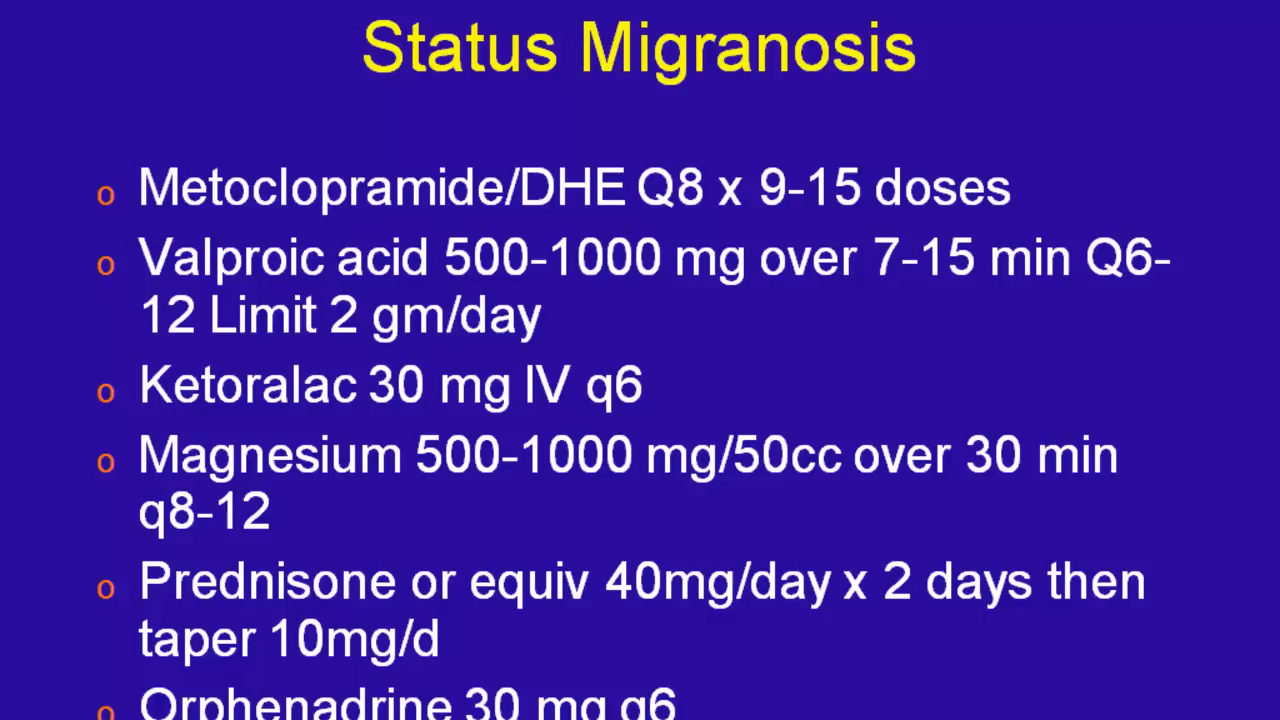 Status Migranosis
o Metoclopramide/DHE Q8 x 9-15 doses
o Valproic acid 500-1000 mg over 7-15 min Q6-
12 Limit 2 gm/day
o Ketoralac 30 mg IV q6
o Magnesium 500-1000 mg/50cc over 30 min
q8-12
o Prednisone or equiv 40mg/day x 2 days then
taper 10mg/d
o Orphenadrine 30 mg q6